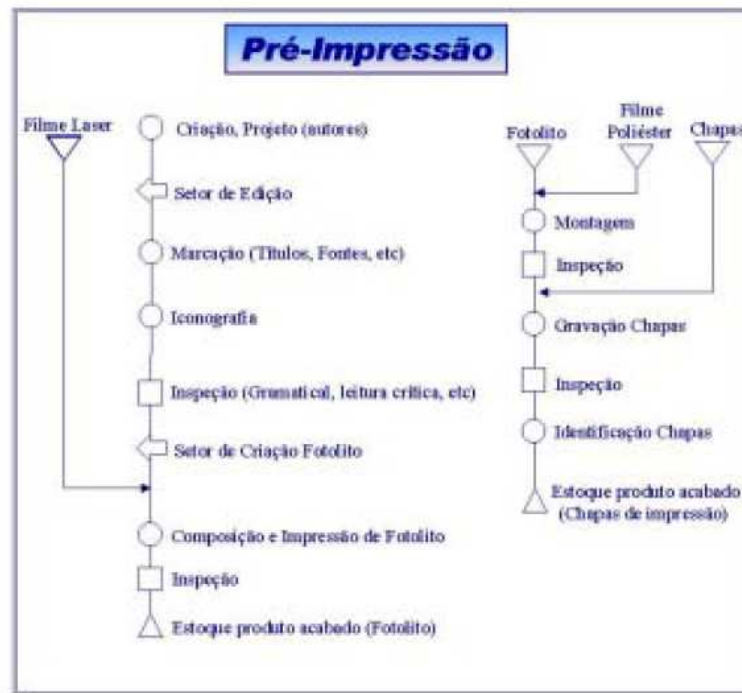 Pré-Impressão
Filme Laser
Criação, Projeto (autores)
Setor de Edição
Marcação (Títulos, Fontes, etc)
Iconografia
Inspeção (Gramatical, leitura crítica, etc)
Setor de Criação Fotolito
Composição e Impressão de Fotolito
Inspeção
Estoque produto acabado (Fotolito)
Fotolito
Filme
Poliéster
Chapas
Montagem
Inspeção
Gravação Chapas
Inspeção
Identificação Chapas
Estoque produto acabado
(Chapas de impressão)